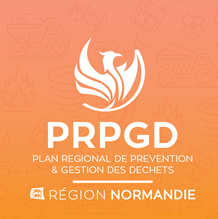 PRPGD
PLAN REGIONAL DE PREVENTION
& GESTION DES DECHETS
RÉGION NORMANDIE